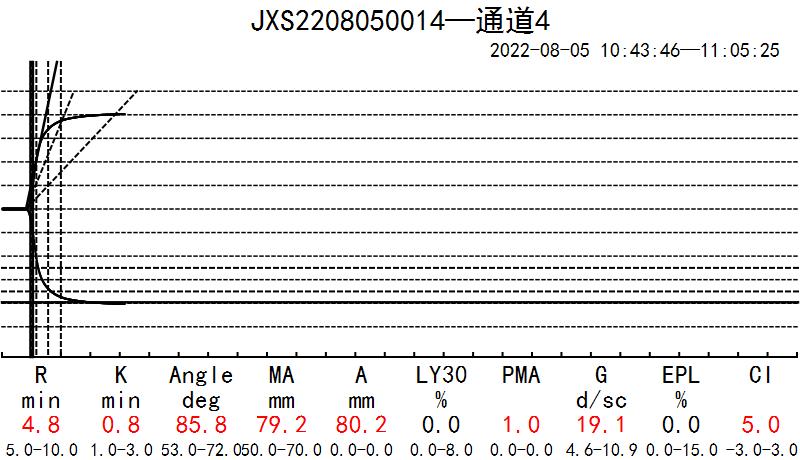 JXS2208050014—通道4
2022-08-05 10:43:46—11:05:25
R K Angle MA A LY30 PMA G EPL CI
min min deg mm mm % d/sc %
4.8 0.8 85.8 79.2 80.2 0.0 1.0 19.1 0.0 5.0
5.0-10.0 1.0-3.0 53.0-72.0 50.0-70.0 0.0-0.0 0.0-8.0 0.0-0.0 4.6-10.9 0.0-15.0 -3.0-3.0